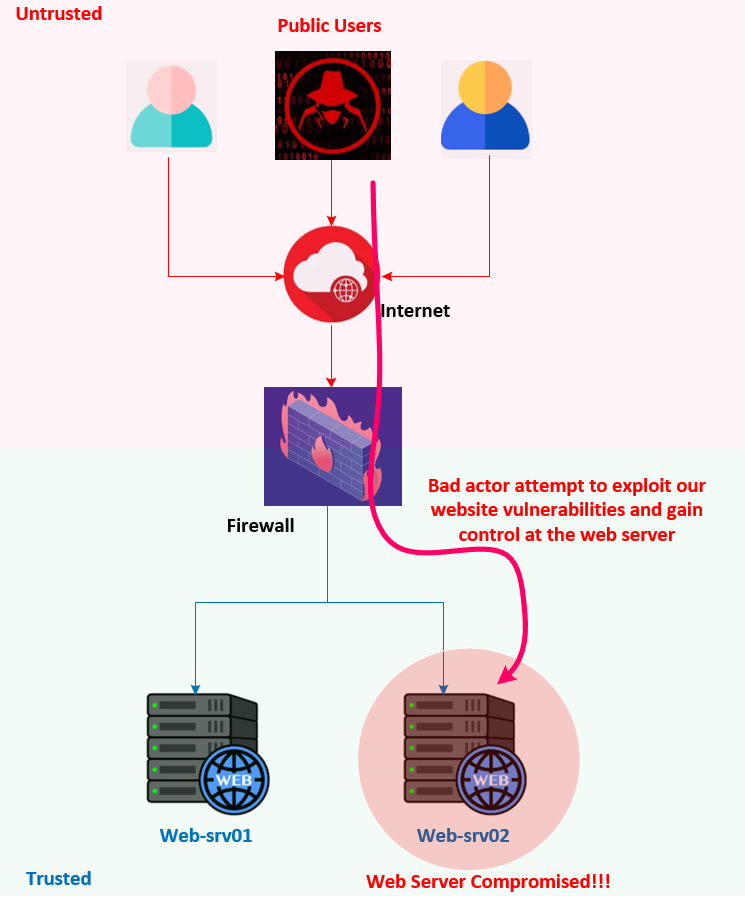 Untrusted
Public Users
Internet
Firewall
Bad actor attempt to exploit our
website vulnerabilities and gain
control at the web server
WEB
WEB
Web-srv01
Web-srv02
Trusted
Web Server Compromised!!!